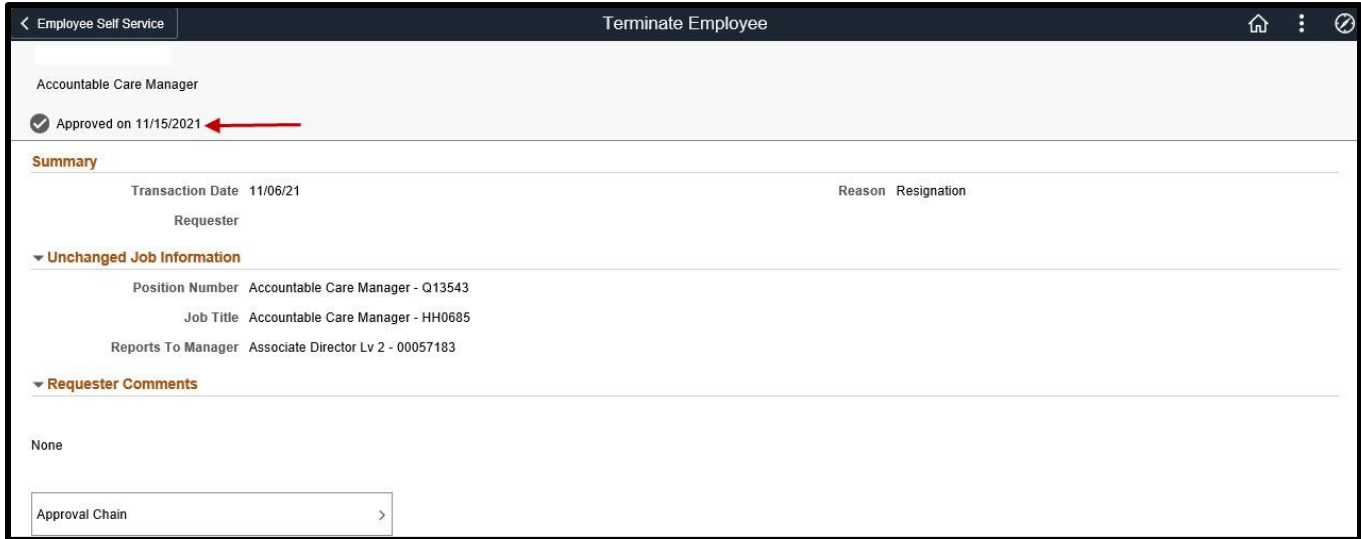 Employee Self Service Terminate Employee
Accountable Care Manager
Approved on 11/15/2021
Summary
Transaction Date 11/06/21 Reason Resignation
Requester
Unchanged Job Information
Position Number Accountable Care Manager - Q13543
Job Title Accountable Care Manager - HH0685
Reports To Manager Associate Director Lv 2 - 00057183
Requester Comments
None
Approval Chain